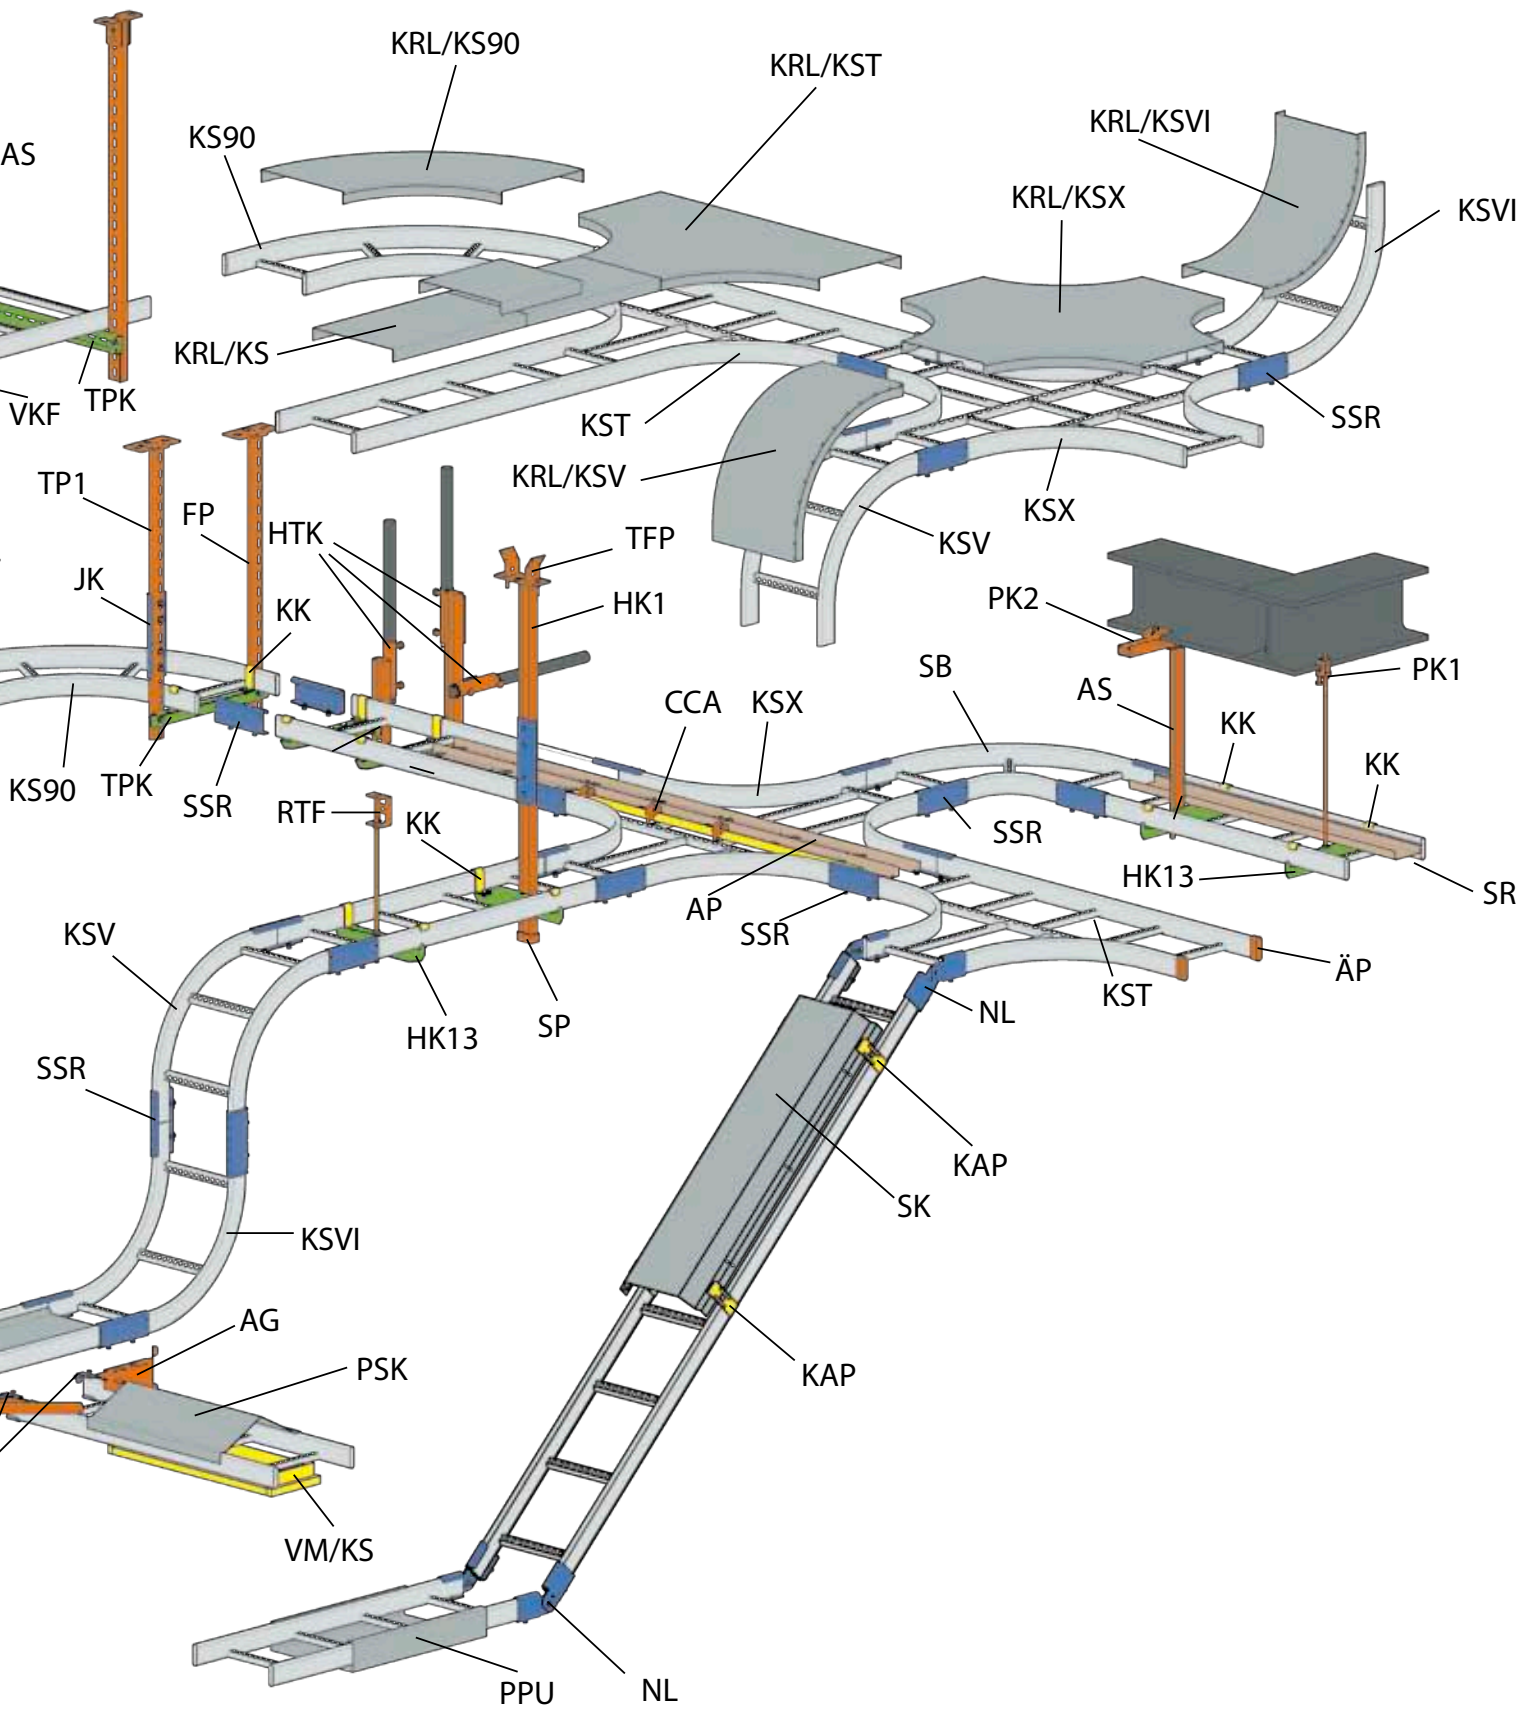 KRL/KS90
KRL/KST
KRL/KSVI
KS90
AS
KRL/KSX
KSVI
KRL/KS
TPK
VKF
KST
SSR
KRL/KSV
TP1
FP
KSX
HTK
TFP
KSV
JK
HK1
PK2
KK
SB
PK1
AS
CCA
KSX
KK
KK
KS90
TPK
SSR
RTF
KK
SSR
HK13
SR
AP
SSR
KSV
ÄP
KST
NL
SP
HK13
SSR
KAP
SK
KSVI
AG
PSK
KAP
VM/KS
PPU
NL